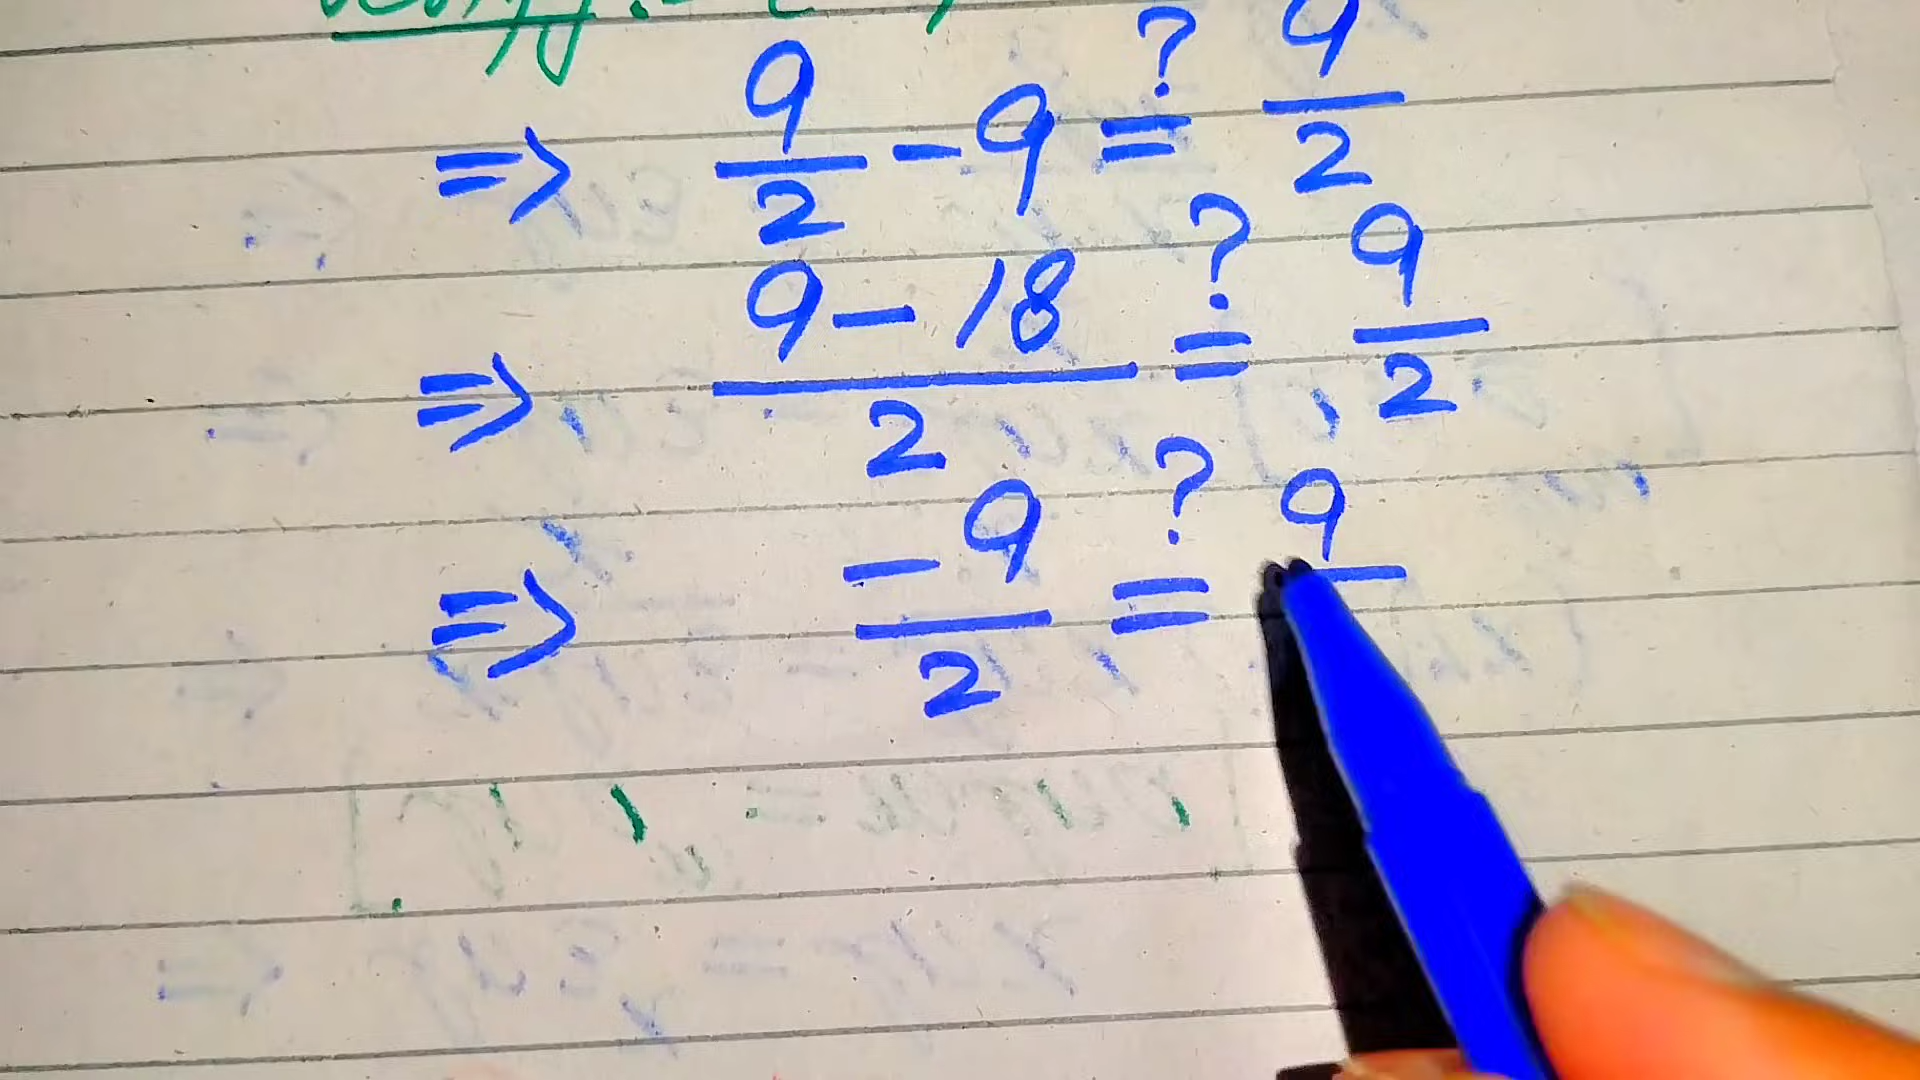 => 9/2 - 9 ?= 9/2
=> (9 - 18)/2 ?= 9/2
=> -9/2 ?= 9/